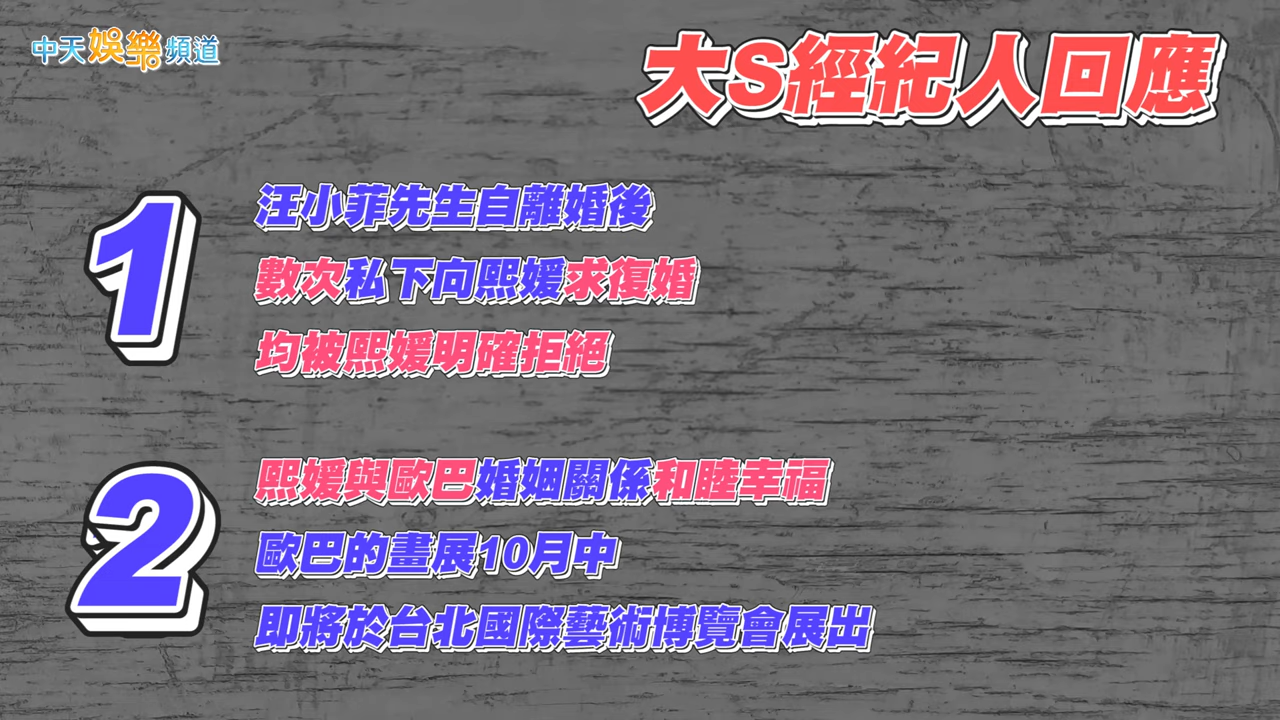 中天娛樂頻道
大S經紀人回應
1
汪小菲先生自離婚後
數次私下向熙媛求復婚
均被熙媛明確拒絕
2
熙媛與歐巴婚姻關係和睦幸福
歐巴的畫展10月中
即將於台北國際藝術博覽會展出